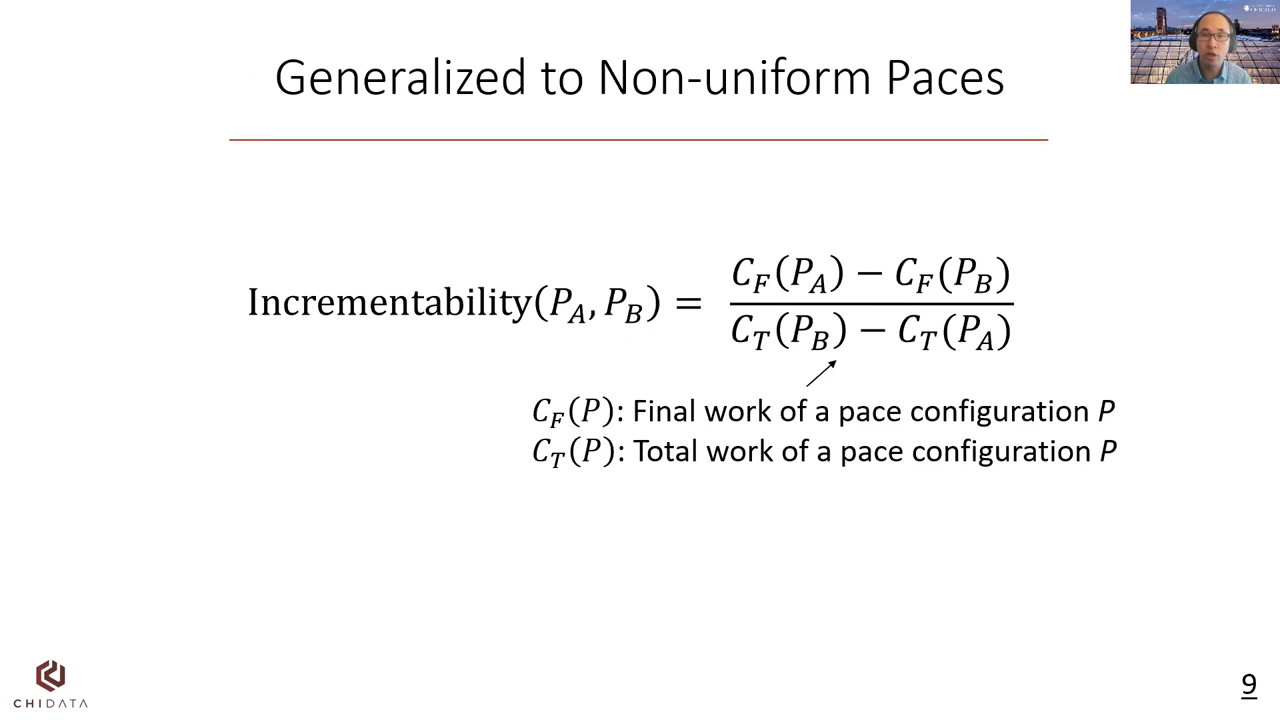 Generalized to Non-uniform Paces
Incrementability(P_A, P_B) = \frac{C_F(P_A) − C_F(P_B)}{C_T(P_B) − C_T(P_A)}
C_F(P): Final work of a pace configuration P
C_T(P): Total work of a pace configuration P
CHIDATA
9